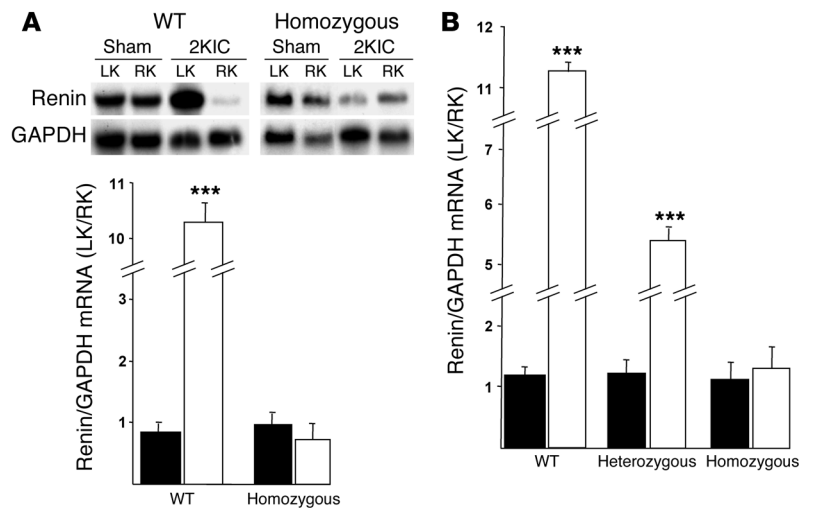 A
WT
Homozygous
Sham 2KIC Sham 2KIC
LK RK LK RK LK RK LK RK
Renin
GAPDH
Renin/GAPDH mRNA (LK/RK)
11
10
3
2
1
***
WT Homozygous
B
Renin/GAPDH mRNA (LK/RK)
12
11
7
6
5
2
1
***
***
WT Heterozygous Homozygous